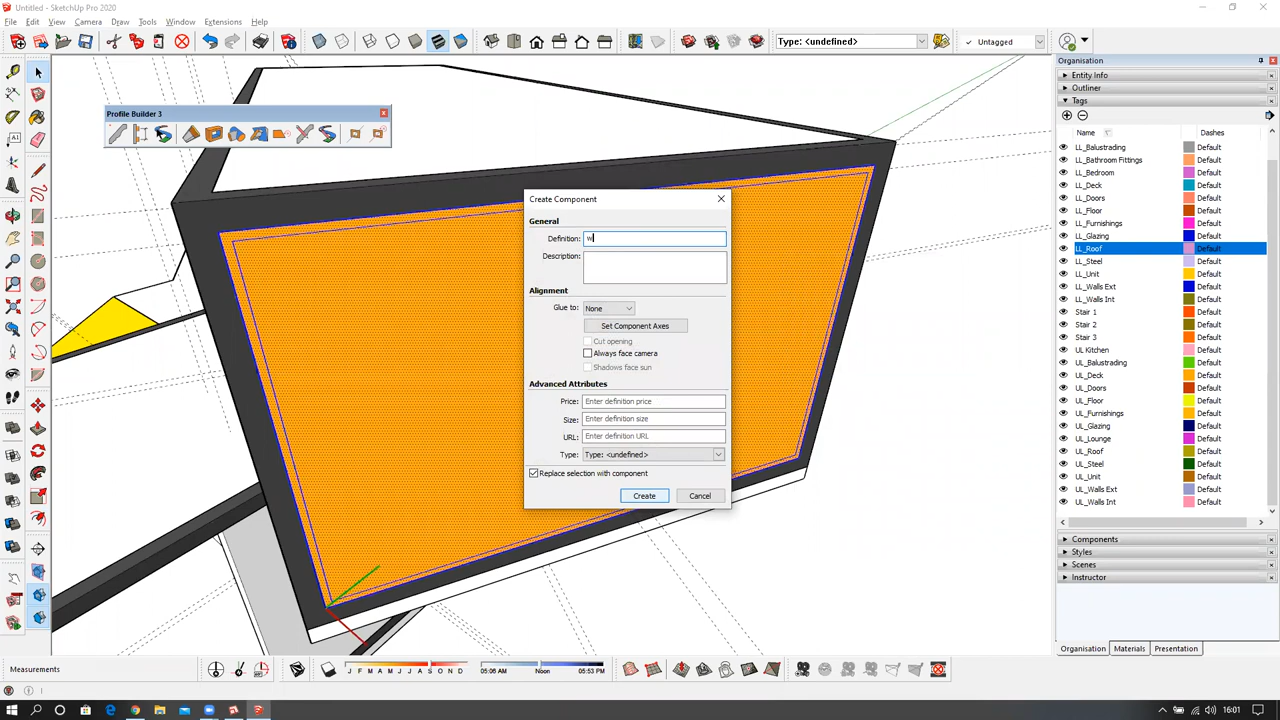 Untitled - SketchUp Pro 2020
File Edit View Camera Draw Tools Window Extensions Help
Type: <undefined>
Untagged
Profile Builder 3
Create Component
General
Definition: w
Description:
Alignment
Glue to: None
Set Component Axes
Cut opening
Always face camera
Shadows face sun
Advanced Attributes
Price: Enter definition price
Size: Enter definition size
URL: Enter definition URL
Type: Type: <undefined>
Replace selection with component
Create Cancel
Organisation
Entity Info
Outliner
Tags
Name Dashes
LL_Balustrading Default
LL_Bathroom Fittings Default
LL_Bedroom Default
LL_Deck Default
LL_Doors Default
LL_Floor Default
LL_Furnishings Default
LL_Glazing Default
LL_Roof Default
LL_Steel Default
LL_Unit Default
LL_Walls Ext Default
LL_Walls Int Default
Stair 1 Default
Stair 2 Default
Stair 3 Default
UL Kitchen Default
UL_Balustrading Default
UL_Deck Default
UL_Doors Default
UL_Floor Default
UL_Furnishings Default
UL_Glazing Default
UL_Lounge Default
UL_Roof Default
UL_Steel Default
UL_Unit Default
UL_Walls Ext Default
UL_Walls Int Default
Components
Styles
Scenes
Instructor
Organisation Materials Presentation
Measurements
J F M A M J J A S O N D
05:06 AM Noon 05:53 PM
16:01